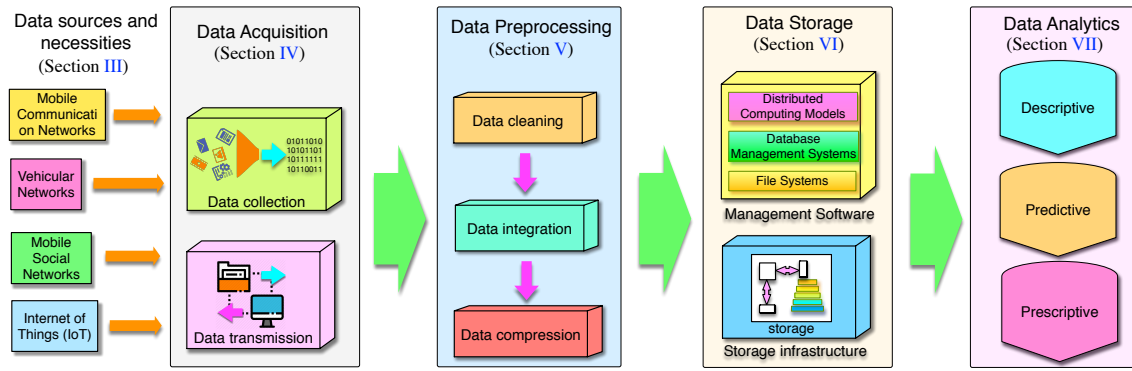 Data sources and
necessities
(Section III)
Mobile
Communicati
on Networks
Vehicular
Networks
Mobile
Social
Networks
Internet of
Things (IoT)
Data Acquisition
(Section IV)
01011010
10101101
10111111
10110011
Data collection
Data transmission
Data Preprocessing
(Section V)
Data cleaning
Data integration
Data compression
Data Storage
(Section VI)
Distributed
Computing Models
Database
Management Systems
File Systems
Management Software
storage
Storage infrastructure
Data Analytics
(Section VII)
Descriptive
Predictive
Prescriptive